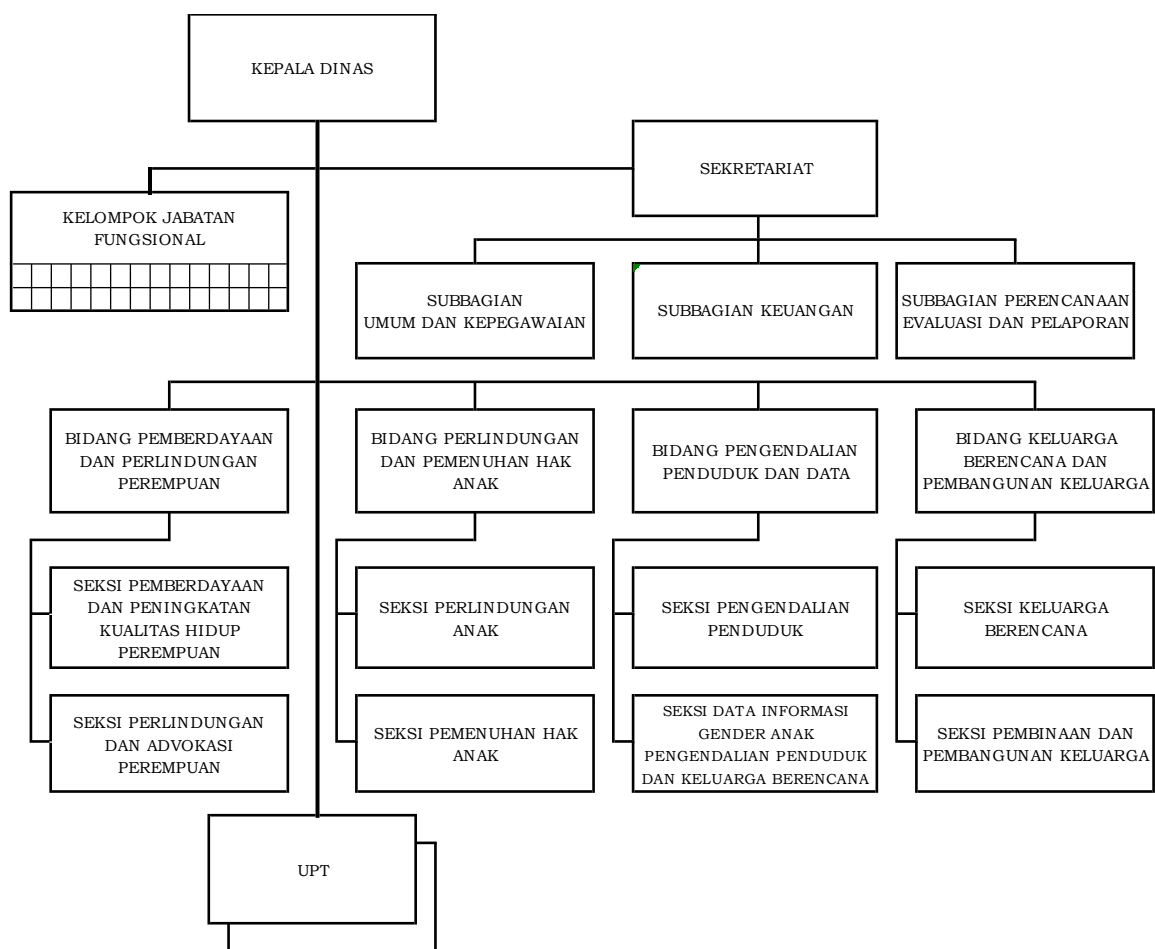 KEPALA DINAS
SEKRETARIAT
KELOMPOK JABATAN
FUNGSIONAL
SUBBAGIAN
UMUM DAN KEPEGAWAIAN
SUBBAGIAN KEUANGAN
SUBBAGIAN PERENCANAAN
EVALUASI DAN PELAPORAN
BIDANG PEMBERDAYAAN
DAN PERLINDUNGAN
PEREMPUAN
BIDANG PERLINDUNGAN
DAN PEMENUHAN HAK
ANAK
BIDANG PENGENDALIAN
PENDUDUK DAN DATA
BIDANG KELUARGA
BERENCANA DAN
PEMBANGUNAN KELUARGA
SEKSI PEMBERDAYAAN
DAN PENINGKATAN
KUALITAS HIDUP
PEREMPUAN
SEKSI PERLINDUNGAN
ANAK
SEKSI PENGENDALIAN
PENDUDUK
SEKSI KELUARGA
BERENCANA
SEKSI PERLINDUNGAN
DAN ADVOKASI
PEREMPUAN
SEKSI PEMENUHAN HAK
ANAK
SEKSI DATA INFORMASI
GENDER ANAK
PENGENDALIAN PENDUDUK
DAN KELUARGA BERENCANA
SEKSI PEMBINAAN DAN
PEMBANGUNAN KELUARGA
UPT